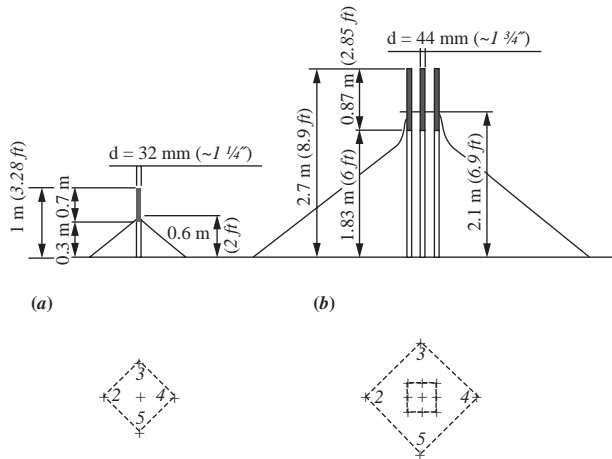 d = 44 mm (~1 ¾″)
0.87 m (2.85 ft)
2.7 m (8.9 ft)
1.83 m (6 ft)
2.1 m (6.9 ft)
d = 32 mm (~1 ¼″)
1 m (3.28 ft)
0.7 m
0.3 m
0.6 m
(2 ft)
(a)
(b)
3
2
4
5
3
2
4
5